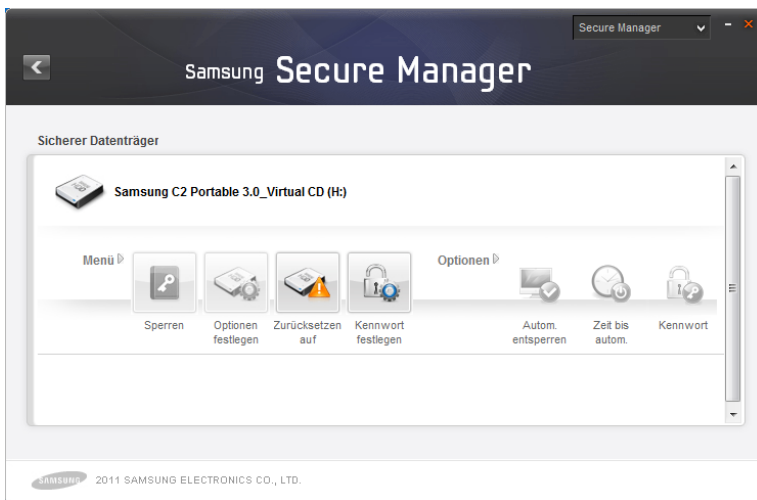 Secure Manager
Samsung Secure Manager
Sicherer Datenträger
Samsung C2 Portable 3.0_Virtual CD (H:)
Menü
Optionen
Sperren
Optionen festlegen
Zurücksetzen auf
Kennwort festlegen
Autom. entsperren
Zeit bis autom.
Kennwort
SAMSUNG 2011 SAMSUNG ELECTRONICS CO., LTD.